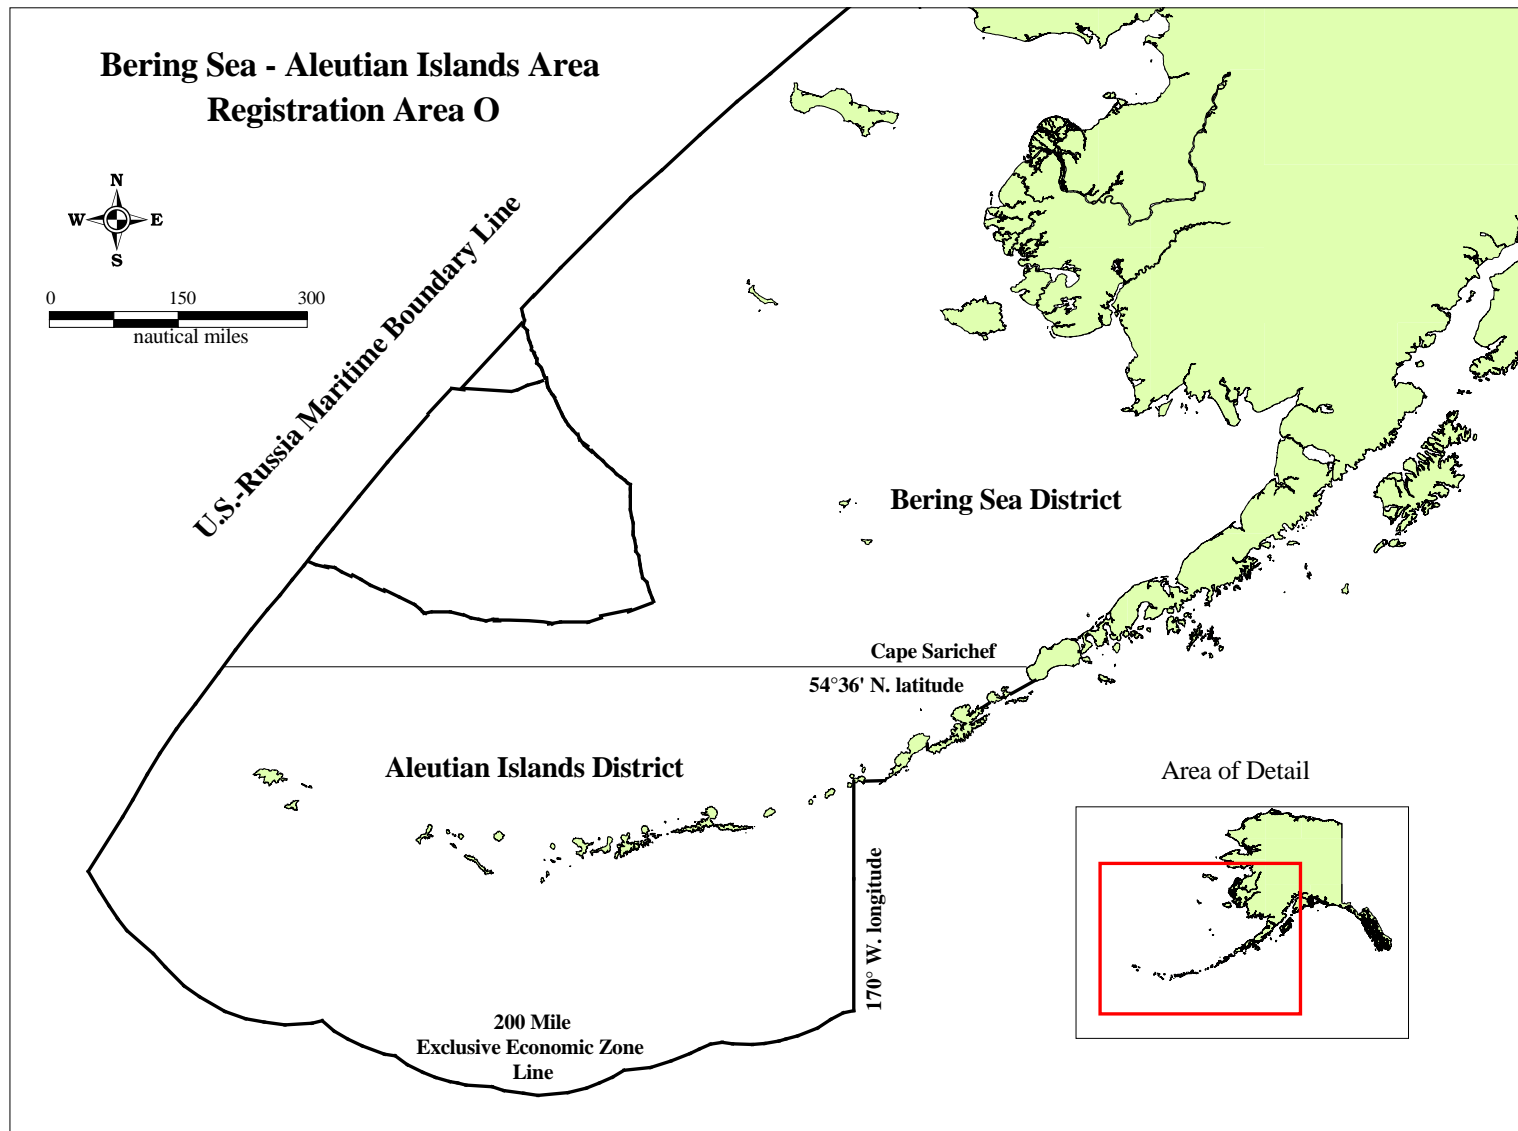 Bering Sea - Aleutian Islands Area
Registration Area O
N
W
E
S
0 150 300
nautical miles
U.S.-Russia Maritime Boundary Line
Bering Sea District
Cape Sarichef
54°36' N. latitude
Aleutian Islands District
170° W. longitude
200 Mile
Exclusive Economic Zone
Line
Area of Detail